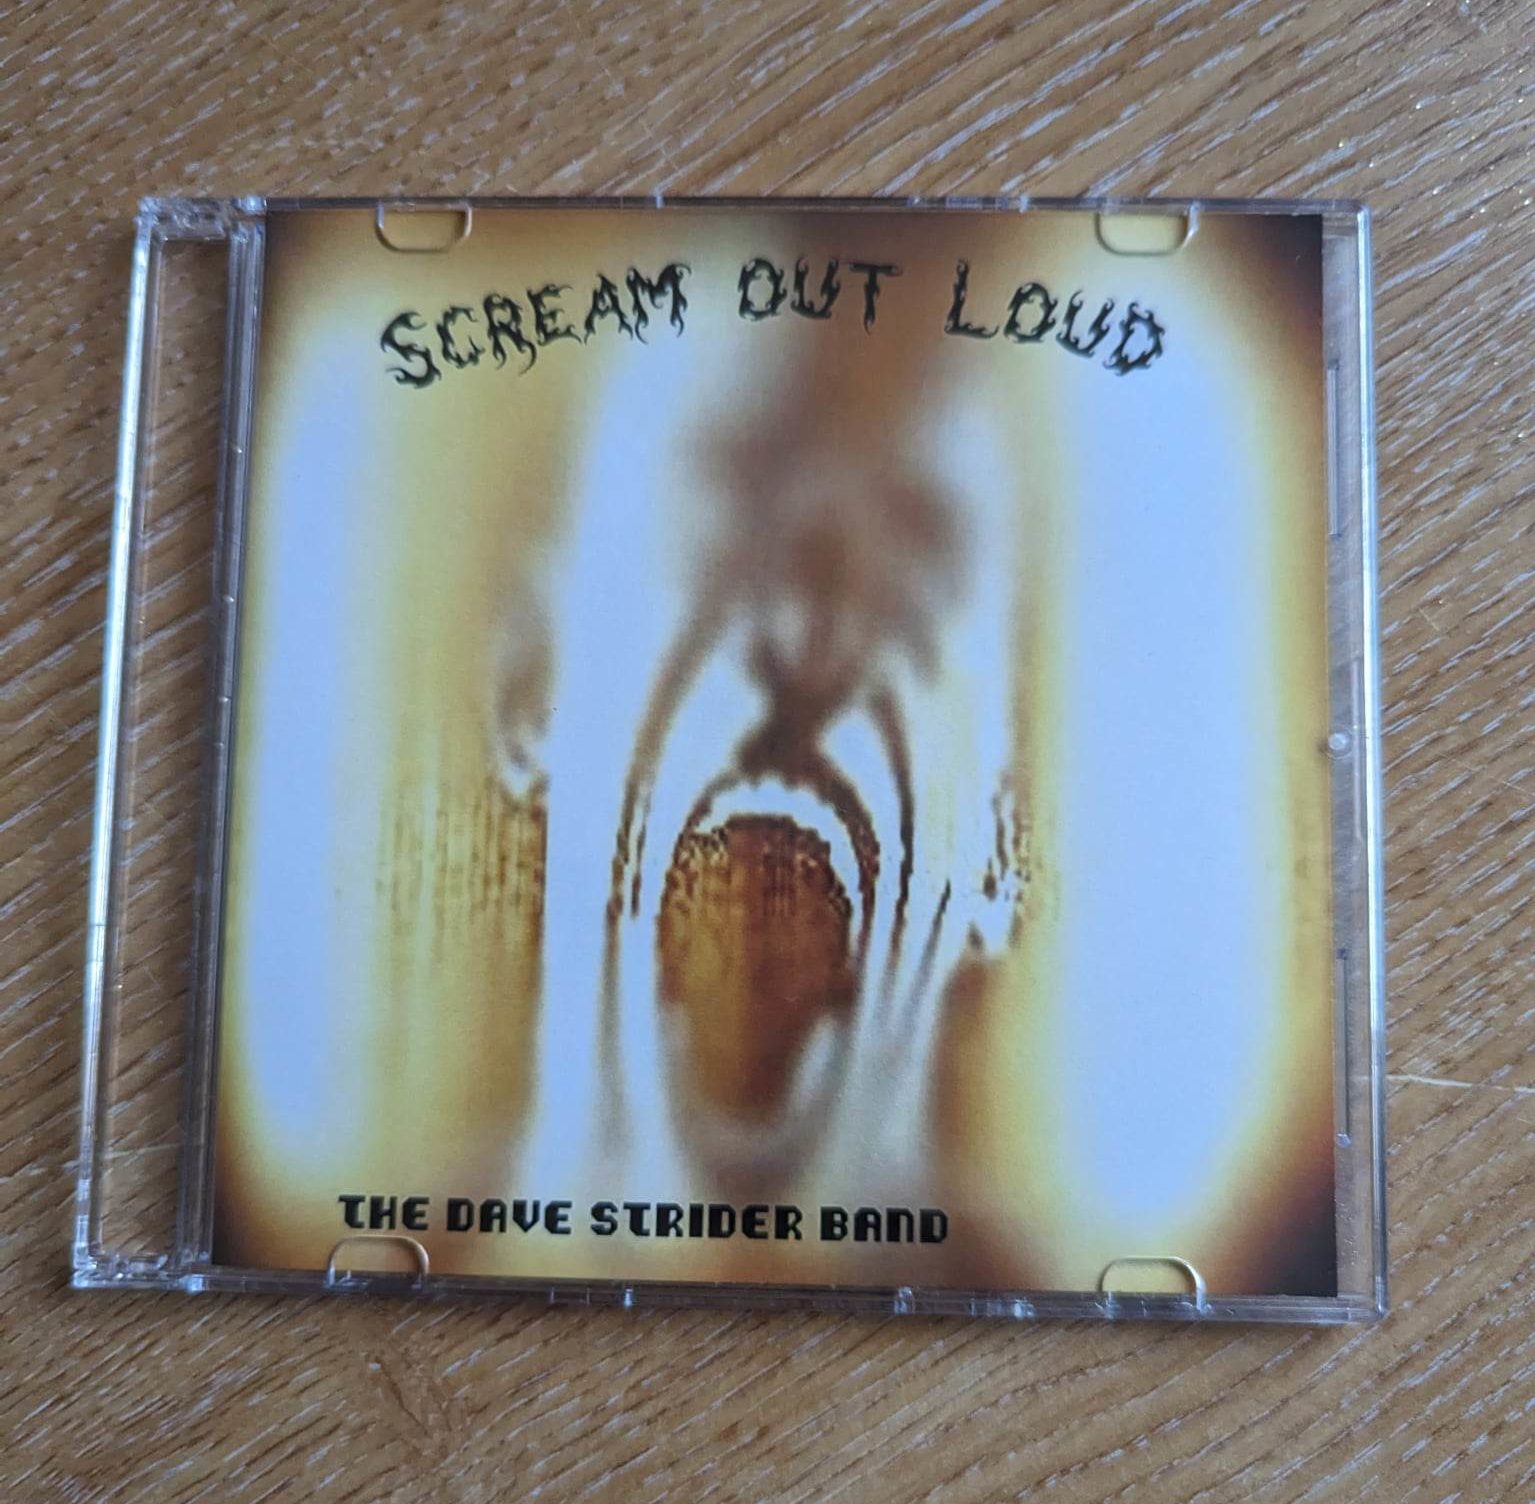 SCREAM OUT LOUD
THE DAVE STRIDER BAND